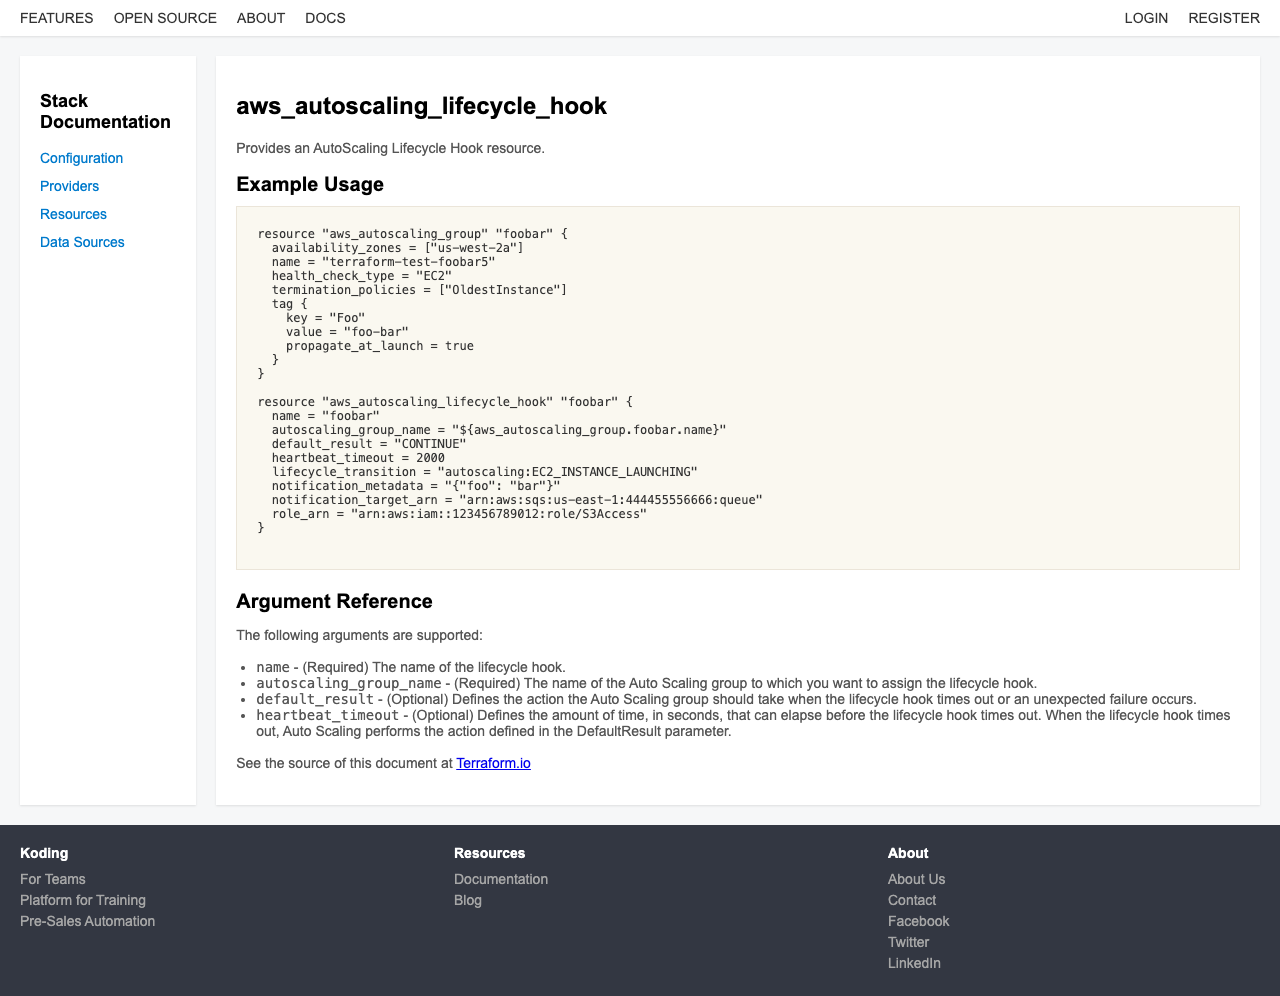 FEATURES OPEN SOURCE ABOUT DOCS LOGIN REGISTER
Stack
Documentation
Configuration
Providers
Resources
Data Sources
aws_autoscaling_lifecycle_hook
Provides an AutoScaling Lifecycle Hook resource.
Example Usage
resource "aws_autoscaling_group" "foobar" {
  availability_zones = ["us-west-2a"]
  name = "terraform-test-foobar5"
  health_check_type = "EC2"
  termination_policies = ["OldestInstance"]
  tag {
    key = "Foo"
    value = "foo-bar"
    propagate_at_launch = true
  }
}
resource "aws_autoscaling_lifecycle_hook" "foobar" {
  name = "foobar"
  autoscaling_group_name = "${aws_autoscaling_group.foobar.name}"
  default_result = "CONTINUE"
  heartbeat_timeout = 2000
  lifecycle_transition = "autoscaling:EC2_INSTANCE_LAUNCHING"
  notification_metadata = "{"foo": "bar"}"
  notification_target_arn = "arn:aws:sqs:us-east-1:444455556666:queue"
  role_arn = "arn:aws:iam::123456789012:role/S3Access"
}
Argument Reference
The following arguments are supported:
• name - (Required) The name of the lifecycle hook.
• autoscaling_group_name - (Required) The name of the Auto Scaling group to which you want to assign the lifecycle hook.
• default_result - (Optional) Defines the action the Auto Scaling group should take when the lifecycle hook times out or an unexpected failure occurs.
• heartbeat_timeout - (Optional) Defines the amount of time, in seconds, that can elapse before the lifecycle hook times out. When the lifecycle hook times
out, Auto Scaling performs the action defined in the DefaultResult parameter.
See the source of this document at Terraform.io
Koding
For Teams
Platform for Training
Pre-Sales Automation
Resources
Documentation
Blog
About
About Us
Contact
Facebook
Twitter
LinkedIn